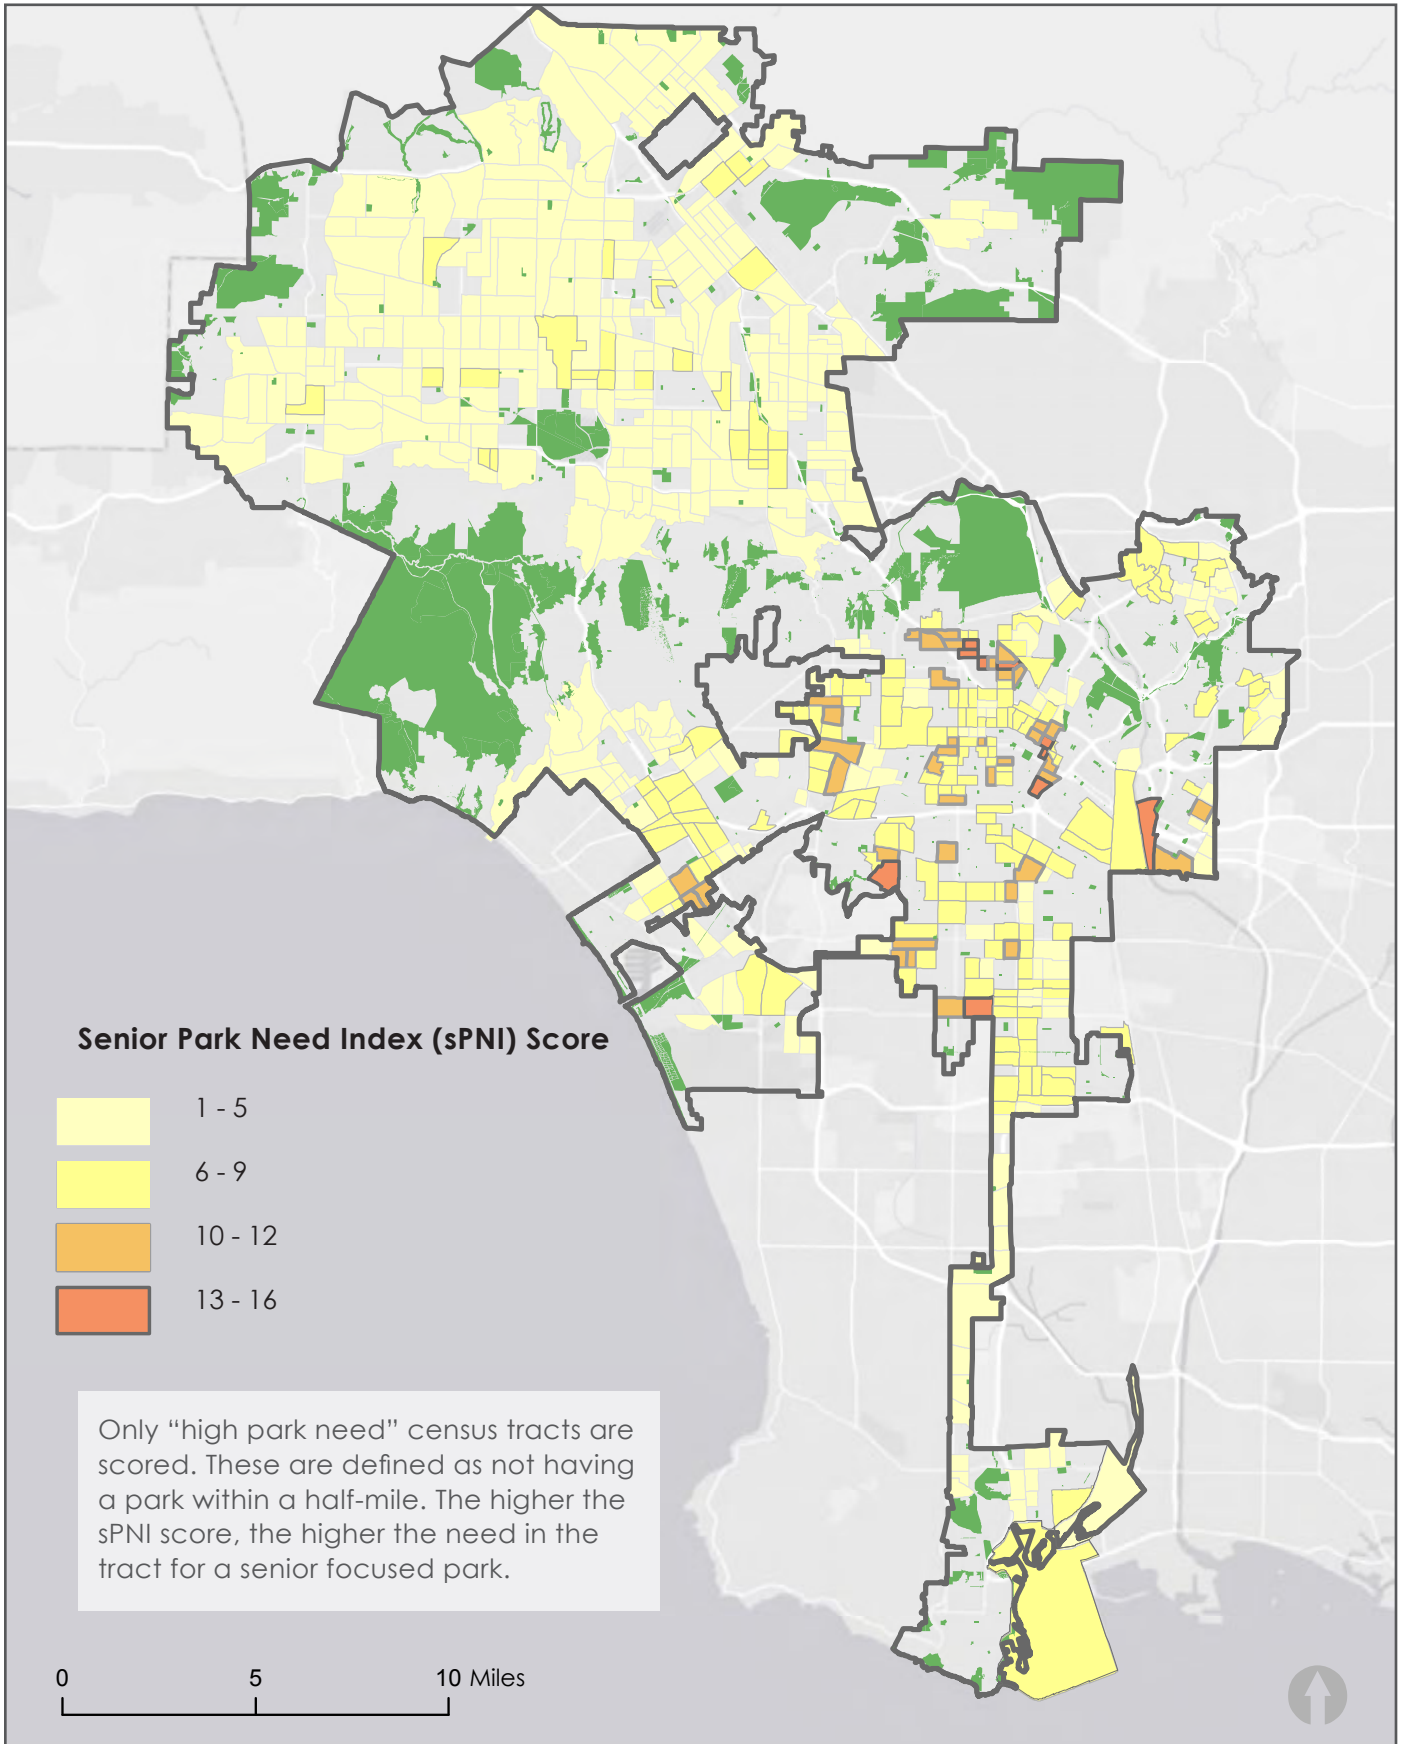 Senior Park Need Index (sPNI) Score
1 - 5
6 - 9
10 - 12
13 - 16
Only “high park need” census tracts are
scored. These are defined as not having
a park within a half-mile. The higher the
sPNI score, the higher the need in the
tract for a senior focused park.
0 5 10 Miles